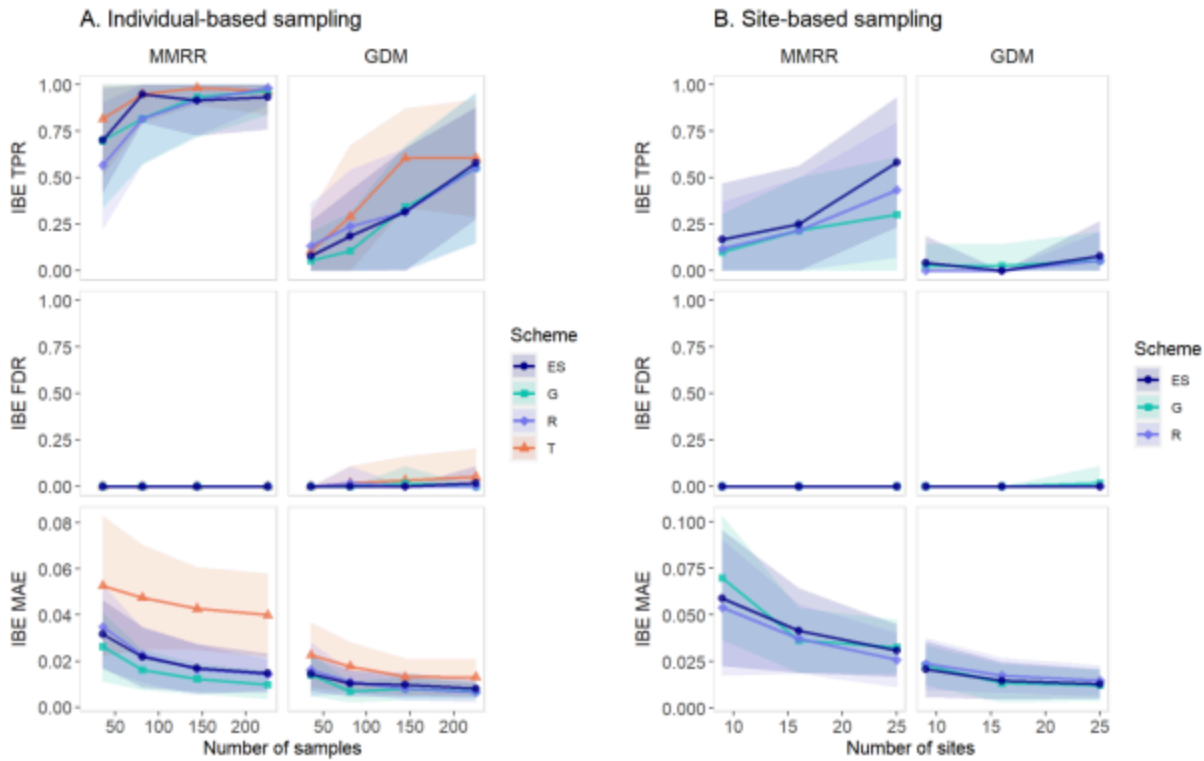 A. Individual-based sampling
MMRR GDM
IBE TPR
1.00
0.75
0.50
0.25
0.00
IBE FDR
1.00
0.75
0.50
0.25
0.00
IBE MAE
0.08
0.06
0.04
0.02
0.00
50 100 150 200 50 100 150 200
Number of samples
Scheme
ES
G
R
T
B. Site-based sampling
MMRR GDM
IBE TPR
1.00
0.75
0.50
0.25
0.00
IBE FDR
1.00
0.75
0.50
0.25
0.00
IBE MAE
0.100
0.075
0.050
0.025
0.000
10 15 20 25 10 15 20 25
Number of sites
Scheme
ES
G
R